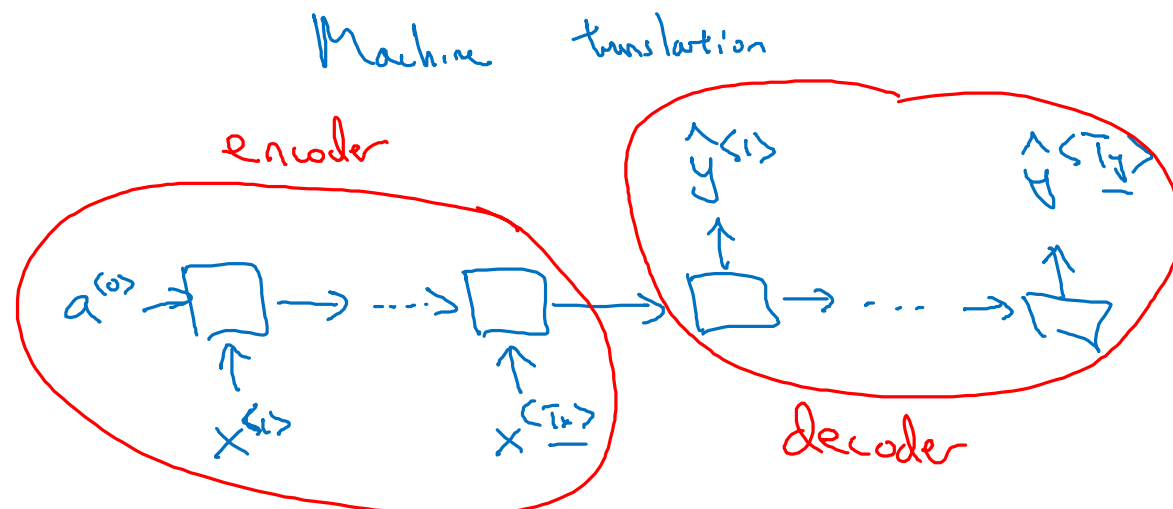 Machine translation
encoder
ŷ<1> ŷ<Ty>
a<0>
x<1> x<Tx>
decoder